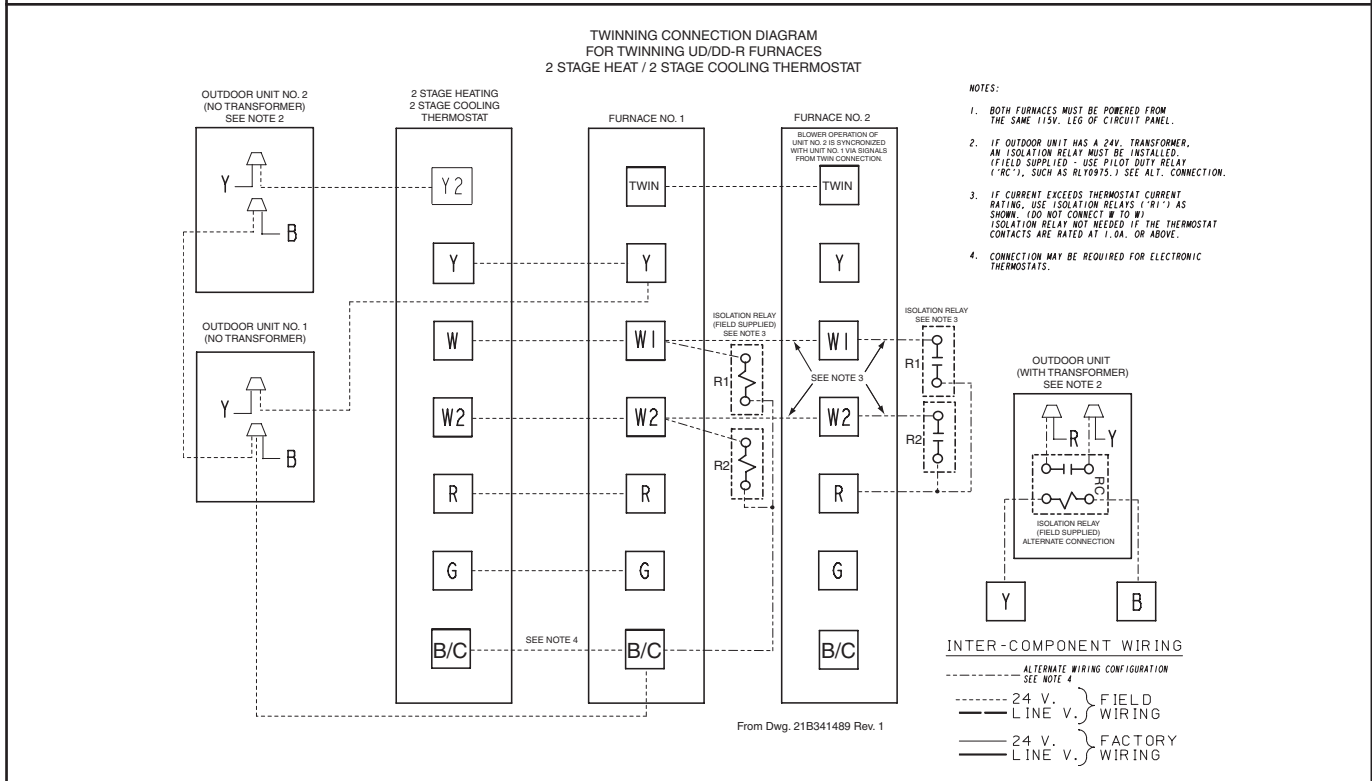 TWINNING CONNECTION DIAGRAM
FOR TWINNING UD/DD-R FURNACES
2 STAGE HEAT / 2 STAGE COOLING THERMOSTAT
OUTDOOR UNIT NO. 2
(NO TRANSFORMER)
SEE NOTE 2
Y
B
OUTDOOR UNIT NO. 1
(NO TRANSFORMER)
Y
B
2 STAGE HEATING
2 STAGE COOLING
THERMOSTAT
Y2
Y
W
W2
R
G
B/C
SEE NOTE 4
FURNACE NO. 1
TWIN
Y
W1
W2
R
G
B/C
ISOLATION RELAY
(FIELD SUPPLIED)
SEE NOTE 3
R1
R2
FURNACE NO. 2
BLOWER OPERATION OF
UNIT NO. 2 IS SYNCRONIZED
WITH UNIT NO. 1 VIA SIGNALS
FROM TWIN CONNECTION.
TWIN
Y
W1
SEE NOTE 3
W2
R
G
B/C
ISOLATION RELAY
SEE NOTE 3
R1
R2
NOTES:
1. BOTH FURNACES MUST BE POWERED FROM
THE SAME 115V. LEG OF CIRCUIT PANEL.
2. IF OUTDOOR UNIT HAS A 24V. TRANSFORMER,
AN ISOLATION RELAY MUST BE INSTALLED.
(FIELD SUPPLIED - USE PILOT DUTY RELAY
('RC'), SUCH AS RLY0975.) SEE ALT. CONNECTION.
3. IF CURRENT EXCEEDS THERMOSTAT CURRENT
RATING, USE ISOLATION RELAYS ('R1') AS
SHOWN. (DO NOT CONNECT W TO W)
ISOLATION RELAY NOT NEEDED IF THE THERMOSTAT
CONTACTS ARE RATED AT 1.0A. OR ABOVE.
4. CONNECTION MAY BE REQUIRED FOR ELECTRONIC
THERMOSTATS.
OUTDOOR UNIT
(WITH TRANSFORMER)
SEE NOTE 2
R
Y
RC
ISOLATION RELAY
(FIELD SUPPLIED)
ALTERNATE CONNECTION
Y
B
INTER-COMPONENT WIRING
ALTERNATE WIRING CONFIGURATION
SEE NOTE 4
24 V. FIELD
LINE V. WIRING
24 V. FACTORY
LINE V. WIRING
From Dwg. 21B341489 Rev. 1